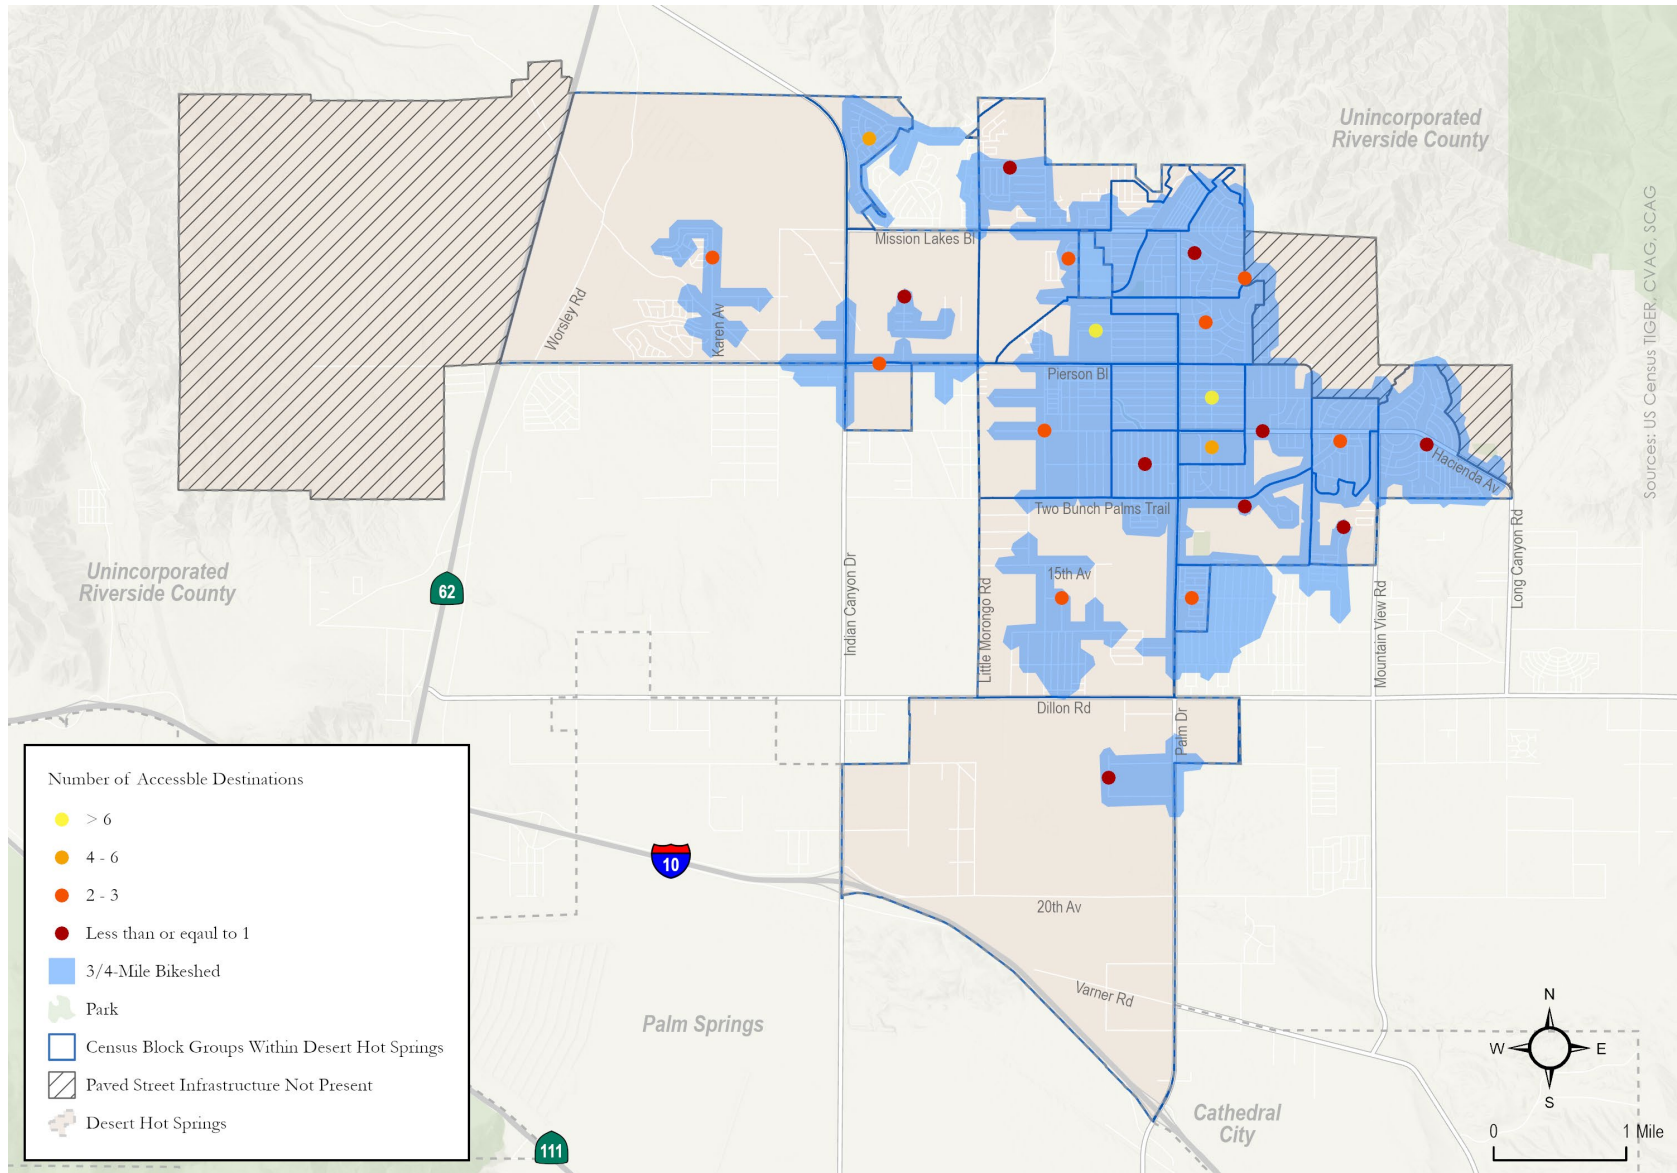 Unincorporated
Riverside County
Sources: US Census TIGER, CVAG, SCAG
Mission Lakes Bl
Worsley Rd
Karen Av
Pierson Bl
Hacienda Av
Two Bunch Palms Trail
Long Canyon Rd
Unincorporated
Riverside County
62
Indian Canyon Dr
Little Morongo Rd
15th Av
Mountain View Rd
Dillon Rd
Palm Dr
10
20th Av
Varner Rd
Palm Springs
Cathedral
City
111
Number of Accessble Destinations
> 6
4 - 6
2 - 3
Less than or eqaul to 1
3/4-Mile Bikeshed
Park
Census Block Groups Within Desert Hot Springs
Paved Street Infrastructure Not Present
Desert Hot Springs
N
W
E
S
0
1 Mile